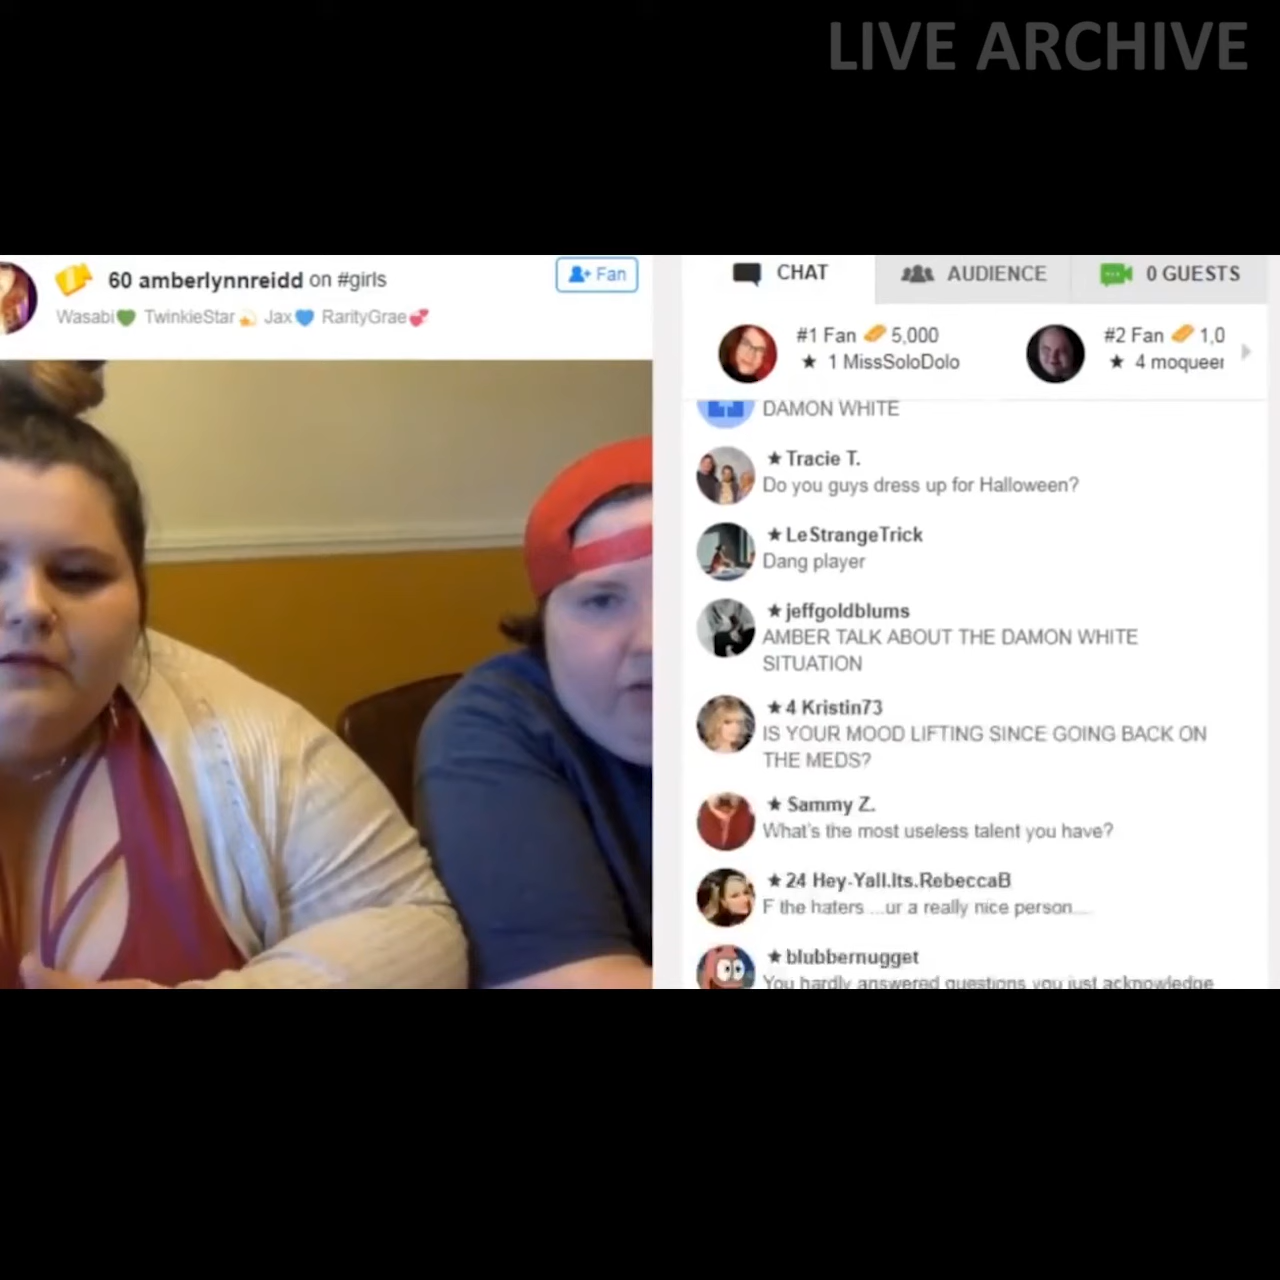 LIVE ARCHIVE
60 amberlynnreidd on #girls
Fan
Wasabi💚 TwinkieStar💫 Jax💙 RarityGrae💞
CHAT
AUDIENCE
0 GUESTS
#1 Fan 5,000
★ 1 MissSoloDolo
#2 Fan 1,0
★ 4 moqueer
DAMON WHITE
★ Tracie T.
Do you guys dress up for Halloween?
★ LeStrangeTrick
Dang player
★ jeffgoldblums
AMBER TALK ABOUT THE DAMON WHITE
SITUATION
★ 4 Kristin73
IS YOUR MOOD LIFTING SINCE GOING BACK ON
THE MEDS?
★ Sammy Z.
What's the most useless talent you have?
★ 24 Hey-Yall.Its.RebeccaB
F the haters ...ur a really nice person....
★ blubbernugget
You hardly answered questions you just acknowledge